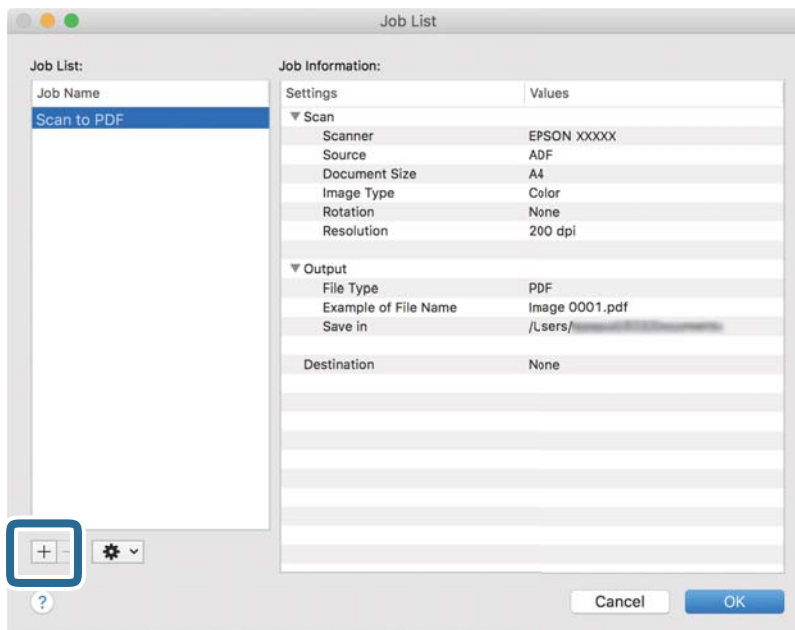 Job List
Job List:
Job Information:
Job Name
Settings Values
Scan to PDF
Scan
Scanner EPSON XXXXX
Source ADF
Document Size A4
Image Type Color
Rotation None
Resolution 200 dpi
Output
File Type PDF
Example of File Name Image 0001.pdf
Save in /Users/
Destination None
+ -
?
Cancel OK